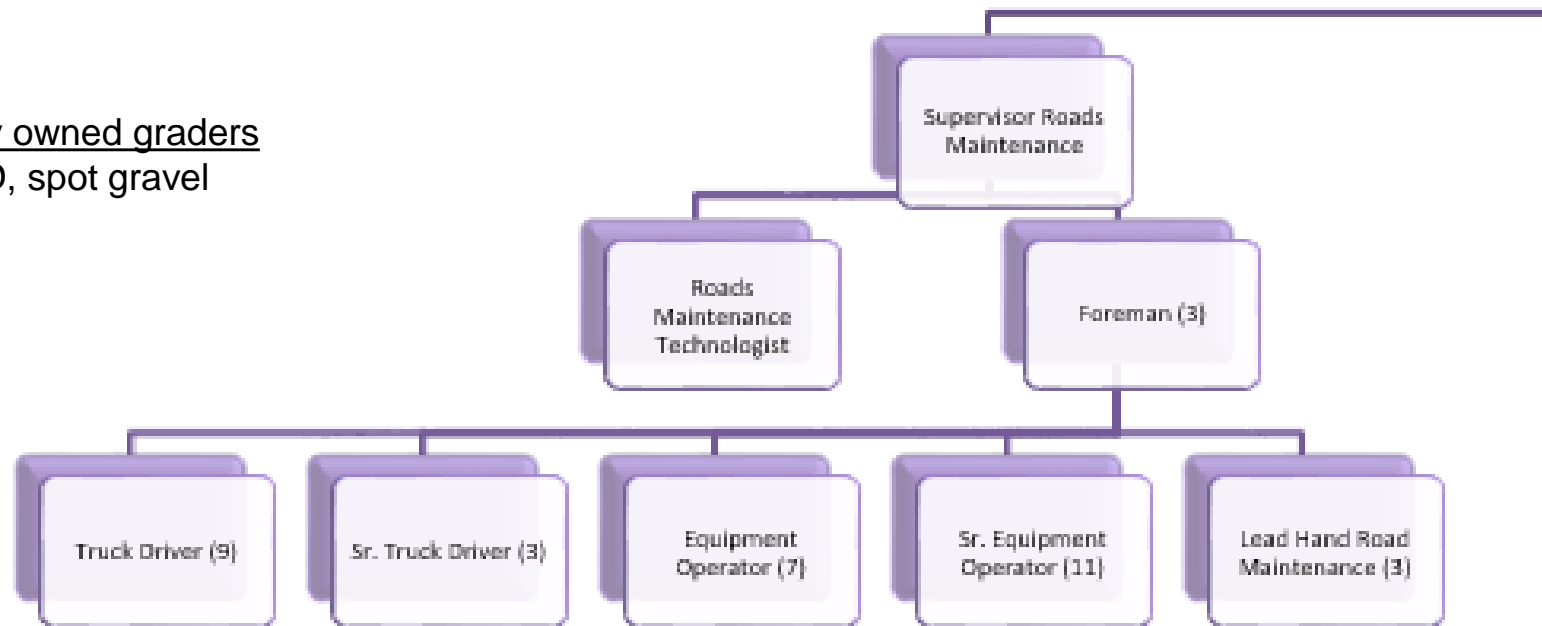 owned graders
, spot gravel
Supervisor Roads
Maintenance
Roads
Maintenance
Technologist
Foreman (3)
Truck Driver (9)
Sr. Truck Driver (3)
Equipment
Operator (7)
Sr. Equipment
Operator (11)
Lead Hand Road
Maintenance (3)